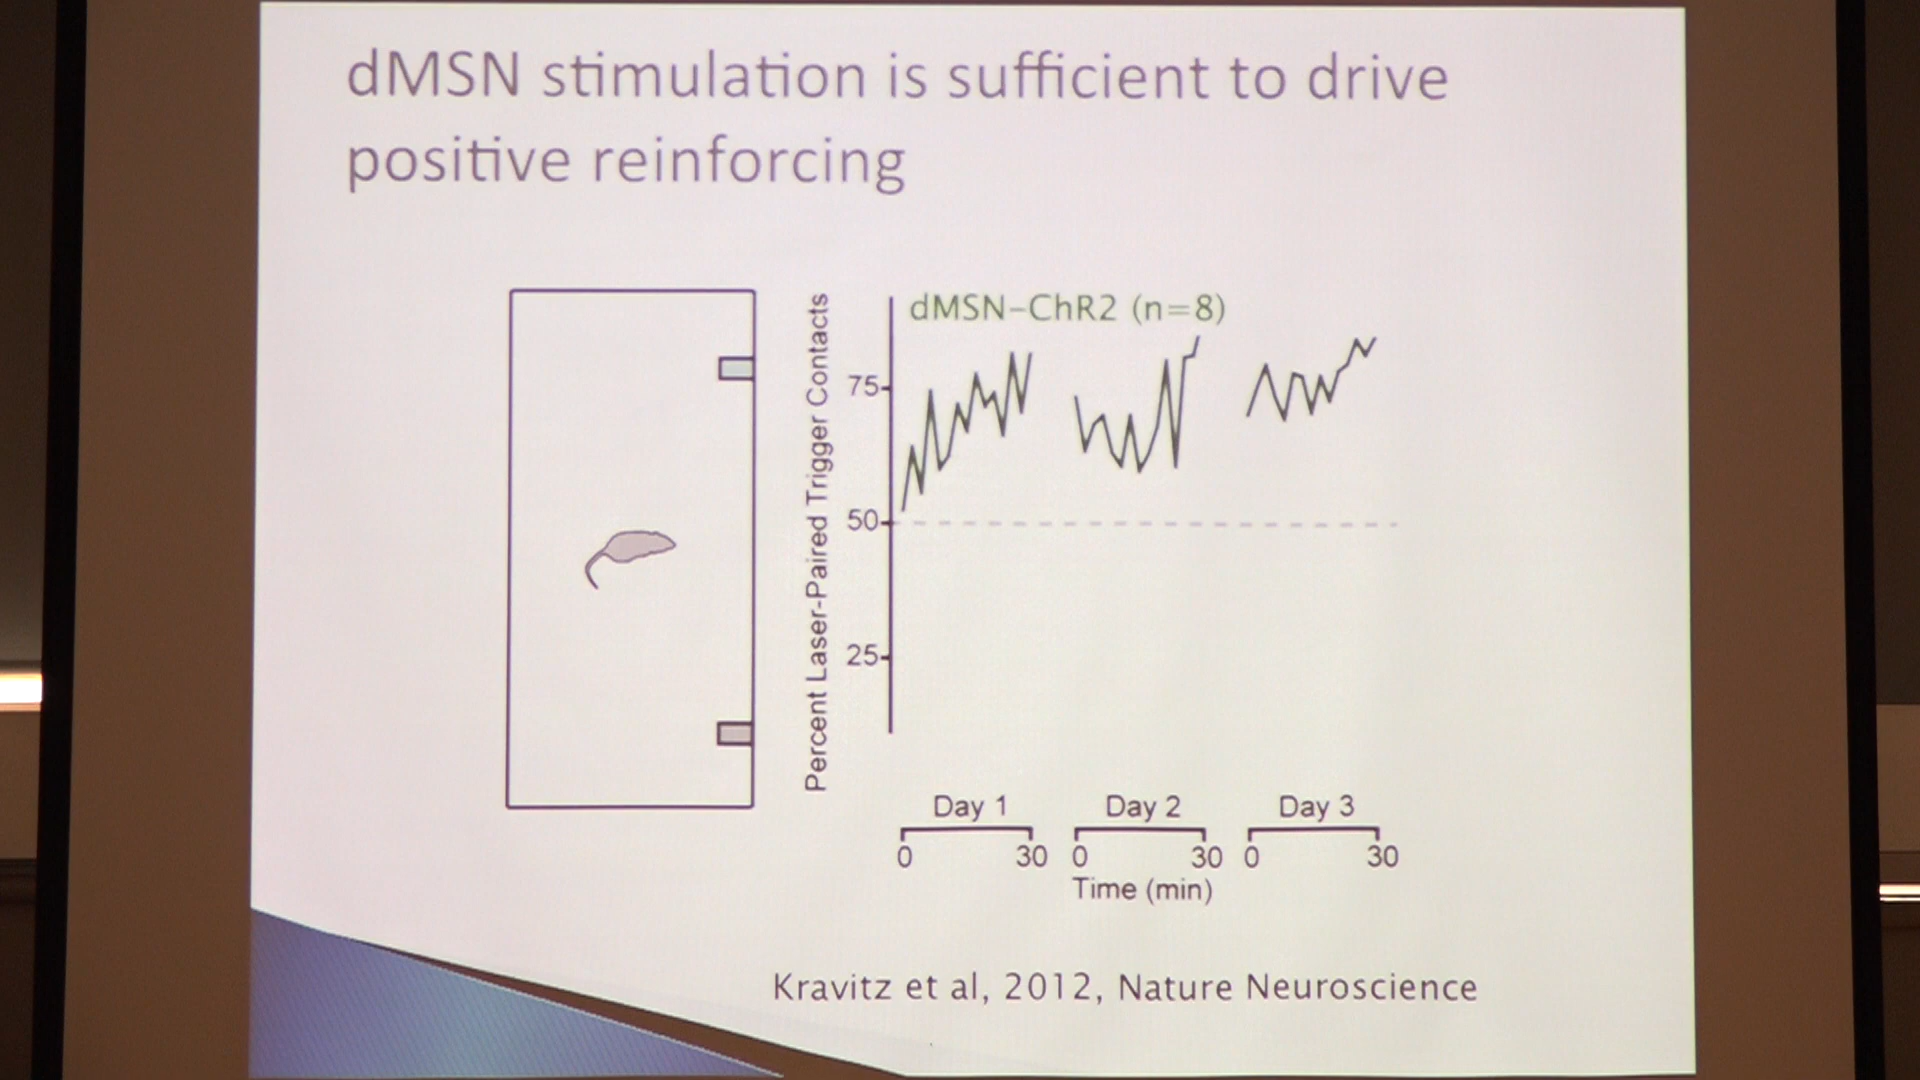 dMSN stimulation is sufficient to drive
positive reinforcing
Percent Laser-Paired Trigger Contacts
dMSN-ChR2 (n=8)
75
50
25
Day 1
Day 2
Day 3
0 30 0 30 0 30
Time (min)
Kravitz et al, 2012, Nature Neuroscience